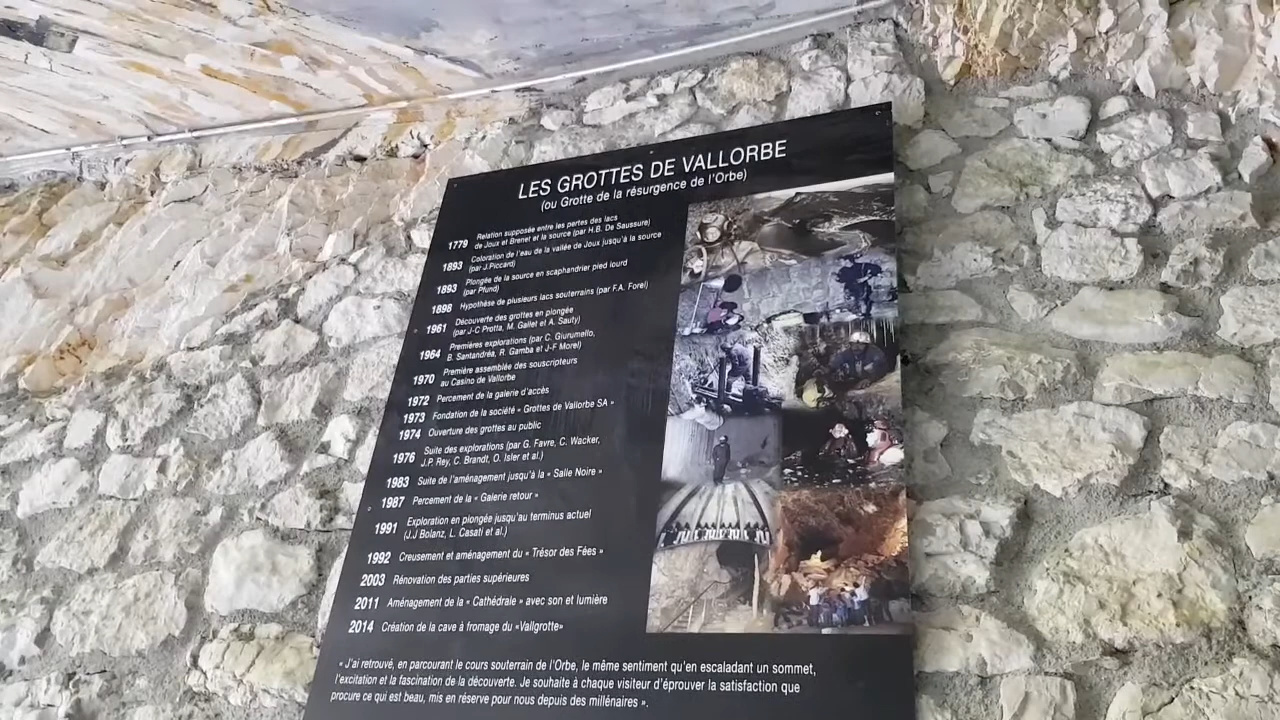 LES GROTTES DE VALLORBE
(ou Grotte de la résurgence de l'Orbe)
1779 Relation supposée entre les pertes des lacs
de Joux et Brenet et la source (par H.B. De Saussure)
1893 Coloration de l'eau de la vallée de Joux jusqu'à la source
(par J.Piccard)
1893 Plongée de la source en scaphandrier pied lourd
(par Pfund)
1898 Hypothèse de plusieurs lacs souterrains (par F.A. Forel)
1961 Découverte des grottes en plongée
(par J-C Protta, M. Gallet et A. Sauty)
1964 Premières explorations (par C. Giurumello,
B. Santandréa, R. Gamba et J-F Morel)
1970 Première assemblée des souscripteurs
au Casino de Vallorbe
1972 Percement de la galerie d'accès
1973 Fondation de la société « Grottes de Vallorbe SA »
1974 Ouverture des grottes au public
1976 Suite des explorations (par G. Favre, C. Wacker,
J.P. Rey, C. Brandt, O. Isler et al.)
1983 Suite de l'aménagement jusqu'à la « Salle Noire »
1987 Percement de la « Galerie retour »
1991 Exploration en plongée jusqu'au terminus actuel
(J.J Bolanz, L. Casati et al.)
1992 Creusement et aménagement du « Trésor des Fées »
2003 Rénovation des parties supérieures
2011 Aménagement de la « Cathédrale » avec son et lumière
2014 Création de la cave à fromage du «Vallgrotte»
« J'ai retrouvé, en parcourant le cours souterrain de l'Orbe, le même sentiment qu'en escaladant un sommet,
l'excitation et la fascination de la découverte. Je souhaite à chaque visiteur d'éprouver la satisfaction que
procure ce qui est beau, mis en réserve pour nous depuis des millénaires ».